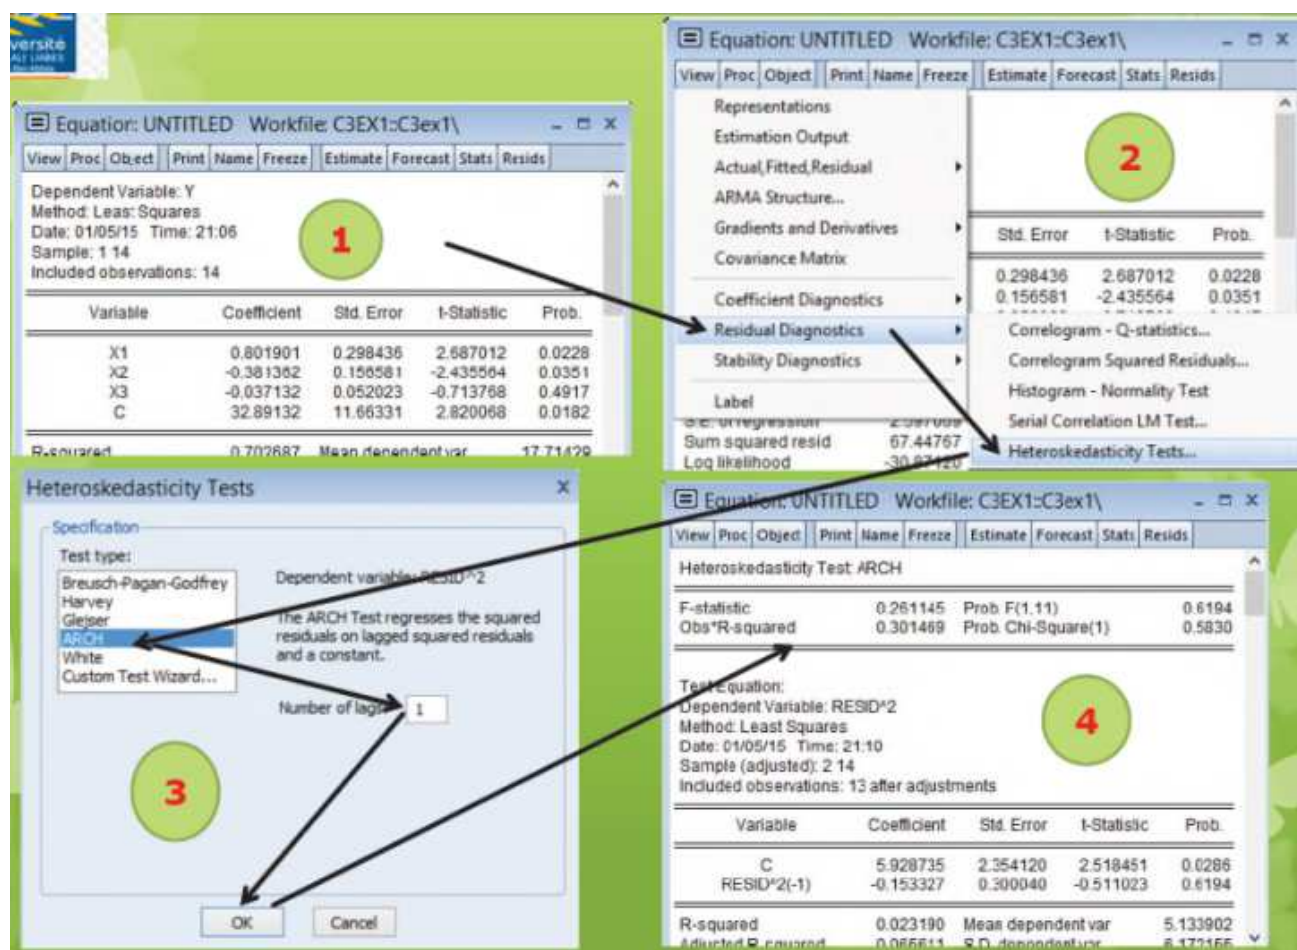 versité
Equation: UNTITLED Workfile: C3EX1::C3ex1\
View Proc Object Print Name Freeze Estimate Forecast Stats Resids
Dependent Variable: Y
Method: Least Squares
Date: 01/05/15 Time: 21:06
Sample: 1 14
Included observations: 14
1
Variable Coefficient Std. Error t-Statistic Prob.
X1 0.801901 0.298436 2.687012 0.0228
X2 -0.381362 0.156581 -2.435564 0.0351
X3 -0.037132 0.052023 -0.713768 0.4917
C 32.89132 11.66331 2.820068 0.0182
R-squared 0.702687 Mean dependent var 17.71429
Equation: UNTITLED Workfile: C3EX1::C3ex1\
View Proc Object Print Name Freeze Estimate Forecast Stats Resids
Representations
Estimation Output
Actual,Fitted,Residual
ARMA Structure...
Gradients and Derivatives
Covariance Matrix
Coefficient Diagnostics
Residual Diagnostics
Stability Diagnostics
Label
2
Std. Error t-Statistic Prob.
0.298436 2.687012 0.0228
0.156581 -2.435564 0.0351
Correlogram - Q-statistics...
Correlogram Squared Residuals...
Histogram - Normality Test
Serial Correlation LM Test...
Heteroskedasticity Tests...
S.E. of regression 2.597069
Sum squared resid 67.44767
Log likelihood
Heteroskedasticity Tests
Specification
Test type:
Breusch-Pagan-Godfrey
Harvey
Glejser
ARCH
White
Custom Test Wizard...
Dependent variable: RESID^2
The ARCH Test regresses the squared
residuals on lagged squared residuals
and a constant.
Number of lags: 1
3
OK Cancel
Equation: UNTITLED Workfile: C3EX1::C3ex1\
View Proc Object Print Name Freeze Estimate Forecast Stats Resids
Heteroskedasticity Test: ARCH
F-statistic 0.261145 Prob. F(1,11) 0.6194
Obs*R-squared 0.301469 Prob. Chi-Square(1) 0.5830
Test Equation:
Dependent Variable: RESID^2
Method: Least Squares
Date: 01/05/15 Time: 21:10
Sample (adjusted): 2 14
Included observations: 13 after adjustments
4
Variable Coefficient Std. Error t-Statistic Prob.
C 5.928735 2.354120 2.518451 0.0286
RESID^2(-1) -0.153327 0.300040 -0.511023 0.6194
R-squared 0.023190 Mean dependent var 5.133902
Adjusted R-squared S.D. dependent var